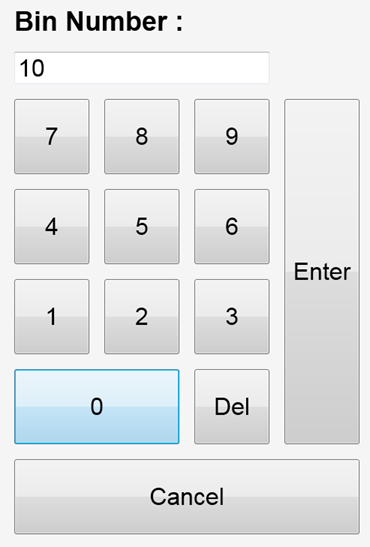 Bin Number :
10
7 8 9
4 5 6
Enter
1 2 3
0 Del
Cancel